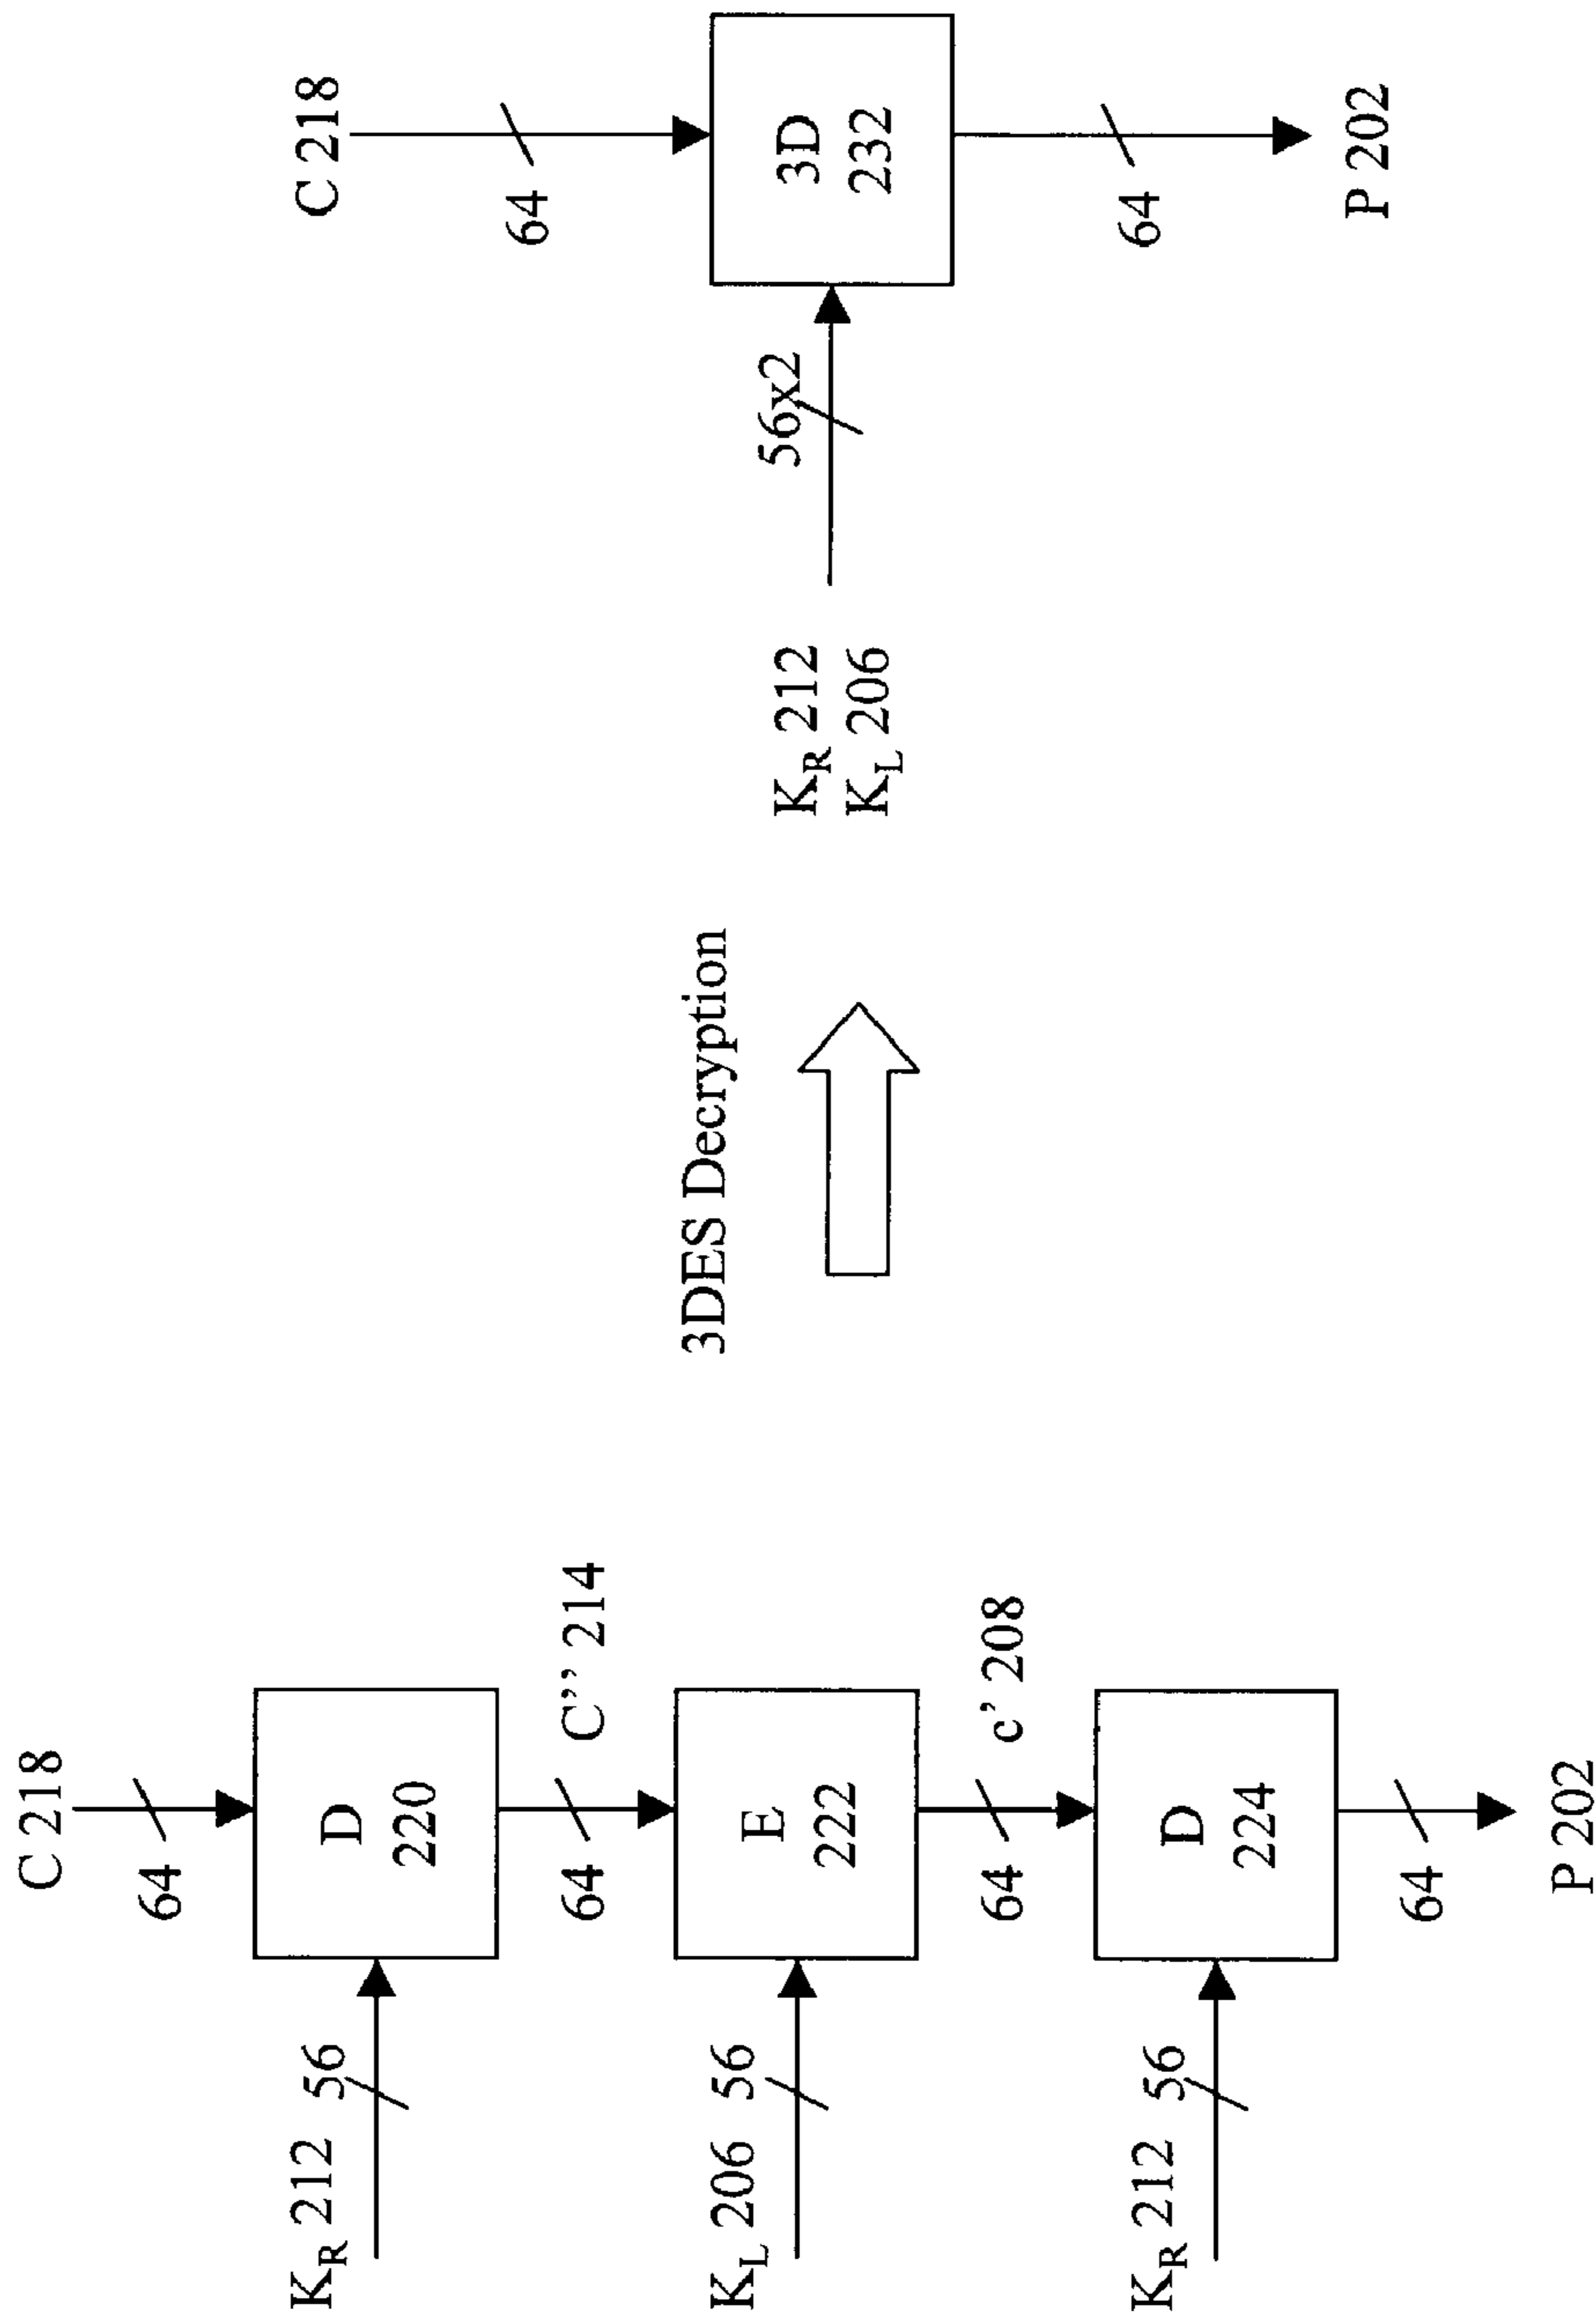 C 218
64
K_R 212 56
D
220
64
C’’ 214
K_L 206 56
E
222
64
c’ 208
K_R 212 56
D
224
64
P 202
3DES Decryption
C 218
64
56x2
K_R 212
K_L 206
3D
232
64
P 202